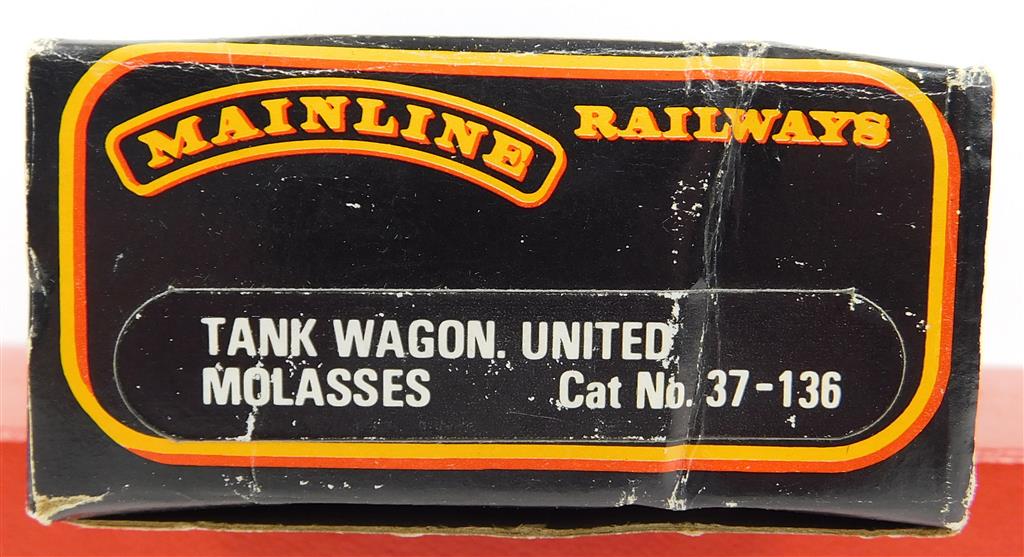 MAINLINE RAILWAYS
TANK WAGON. UNITED
MOLASSES Cat No. 37-136